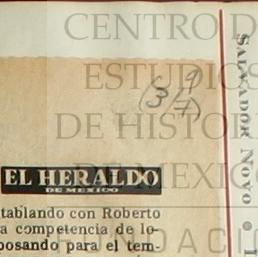 CENTRO D
ESTUDIOS
DE HISTOR
DE MEXIC
FUNDACI
SALVADOR NOVO
EL HERALDO
DE MEXICO
tablando con Roberto
a competencia de lo-
posando para el tem-